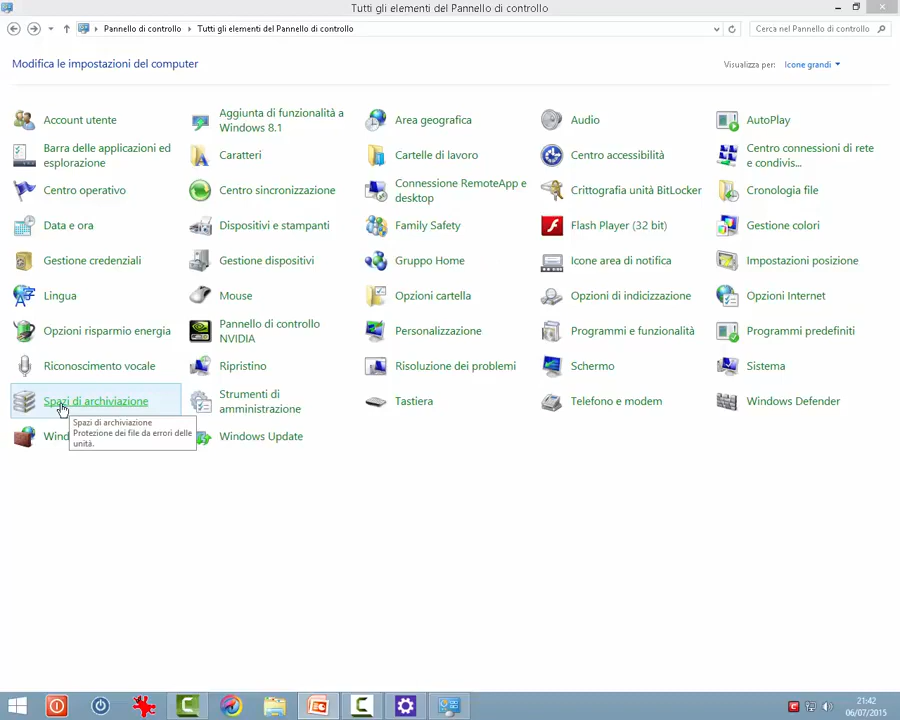 Tutti gli elementi del Pannello di controllo
Pannello di controllo
Tutti gli elementi del Pannello di controllo
Cerca nel Pannello di controllo
Modifica le impostazioni del computer
Visualizza per:
Icone grandi
Account utente
Aggiunta di funzionalità a
Windows 8.1
Area geografica
Audio
AutoPlay
Barra delle applicazioni ed
esplorazione
Caratteri
Cartelle di lavoro
Centro accessibilità
Centro connessioni di rete
e condivis...
Centro operativo
Centro sincronizzazione
Connessione RemoteApp e
desktop
Crittografia unità BitLocker
Cronologia file
Data e ora
Dispositivi e stampanti
Family Safety
Flash Player (32 bit)
Gestione colori
Gestione credenziali
Gestione dispositivi
Gruppo Home
Icone area di notifica
Impostazioni posizione
Lingua
Mouse
Opzioni cartella
Opzioni di indicizzazione
Opzioni Internet
Opzioni risparmio energia
Pannello di controllo
NVIDIA
Personalizzazione
Programmi e funzionalità
Programmi predefiniti
Riconoscimento vocale
Ripristino
Risoluzione dei problemi
Schermo
Sistema
Spazi di archiviazione
Strumenti di
amministrazione
Tastiera
Telefono e modem
Windows Defender
Spazi di archiviazione
Protezione dei file da errori delle
unità.
Wind
Windows Update
21:42
06/07/2015